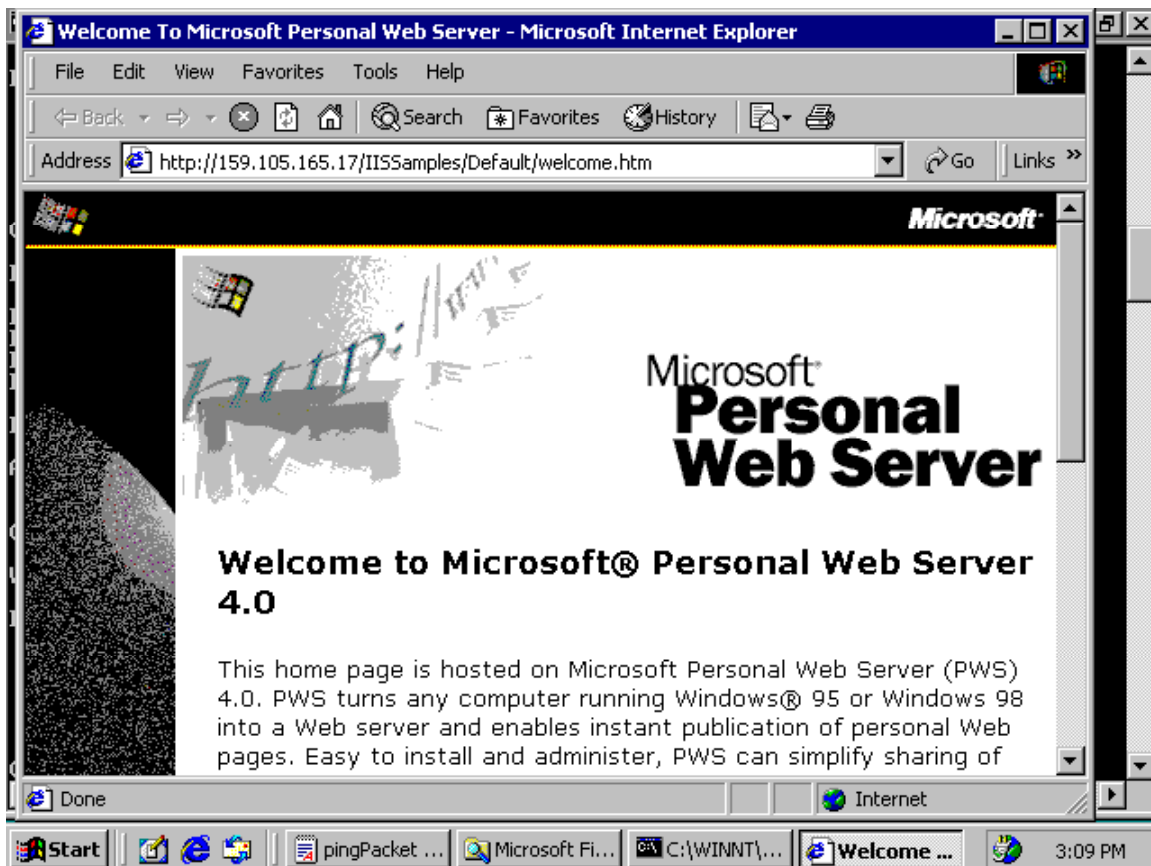 Welcome To Microsoft Personal Web Server - Microsoft Internet Explorer
File Edit View Favorites Tools Help
Back Search Favorites History
Address http://159.105.165.17/IISSamples/Default/welcome.htm Go Links »
Microsoft
http://
Microsoft
Personal
Web Server
Welcome to Microsoft® Personal Web Server
4.0
This home page is hosted on Microsoft Personal Web Server (PWS)
4.0. PWS turns any computer running Windows® 95 or Windows 98
into a Web server and enables instant publication of personal Web
pages. Easy to install and administer, PWS can simplify sharing of
Done Internet
Start pingPacket ... Microsoft Fi... C:\WINNT\... Welcome ... 3:09 PM